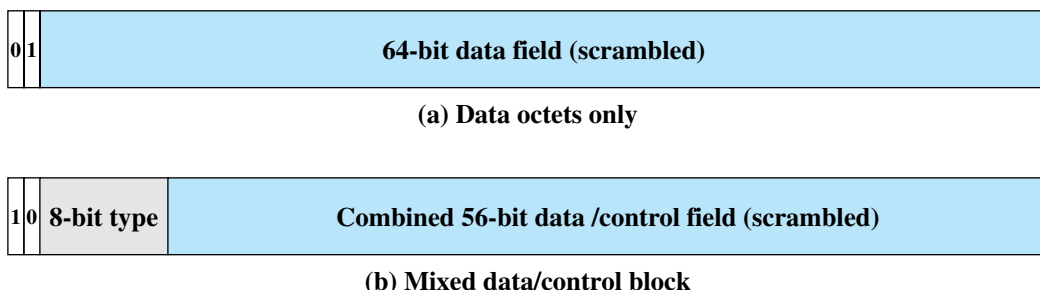 0 1 64-bit data field (scrambled)
(a) Data octets only
1 0 8-bit type Combined 56-bit data /control field (scrambled)
(b) Mixed data/control block